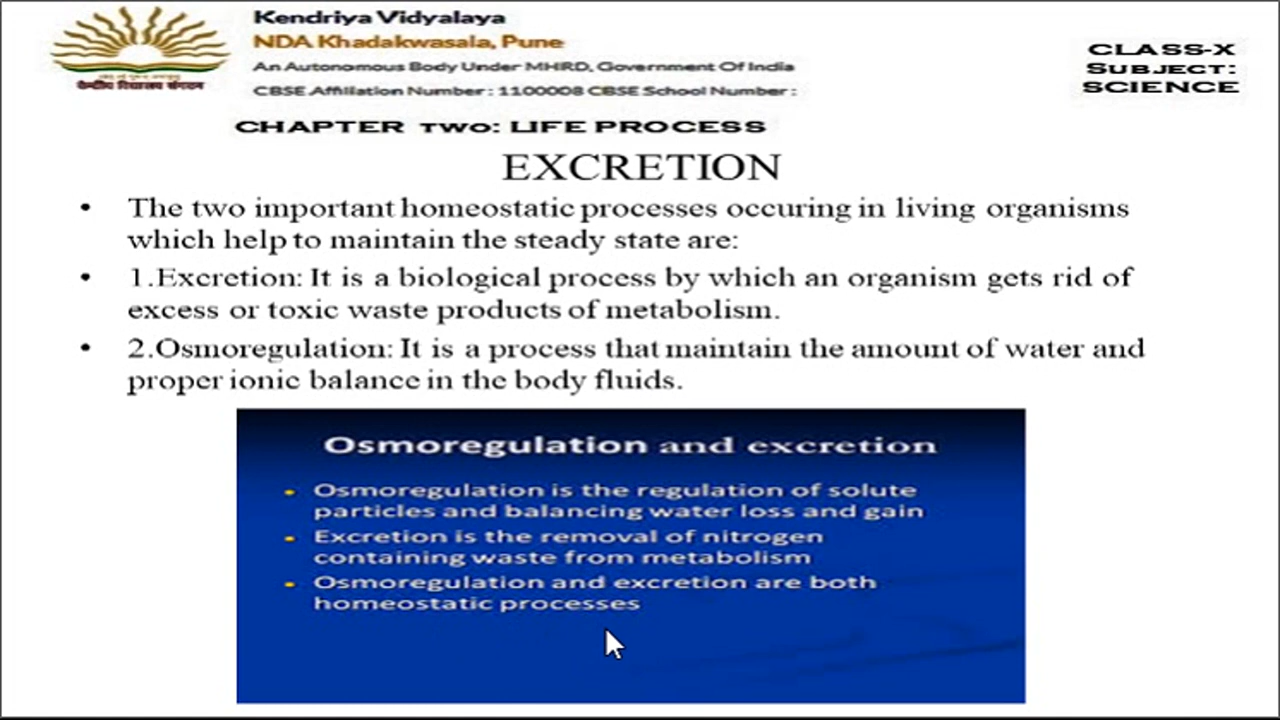 Kendriya Vidyalaya
NDA Khadakwasala, Pune
An Autonomous Body Under MHRD, Government Of India
CBSE Affiliation Number : 1100008 CBSE School Number :
केन्द्रीय विद्यालय संगठन
CLASS-X
SUBJECT:
SCIENCE
CHAPTER TWO: LIFE PROCESS
EXCRETION
• The two important homeostatic processes occuring in living organisms
which help to maintain the steady state are:
• 1.Excretion: It is a biological process by which an organism gets rid of
excess or toxic waste products of metabolism.
• 2.Osmoregulation: It is a process that maintain the amount of water and
proper ionic balance in the body fluids.
Osmoregulation and excretion
• Osmoregulation is the regulation of solute
particles and balancing water loss and gain
• Excretion is the removal of nitrogen
containing waste from metabolism
• Osmoregulation and excretion are both
homeostatic processes